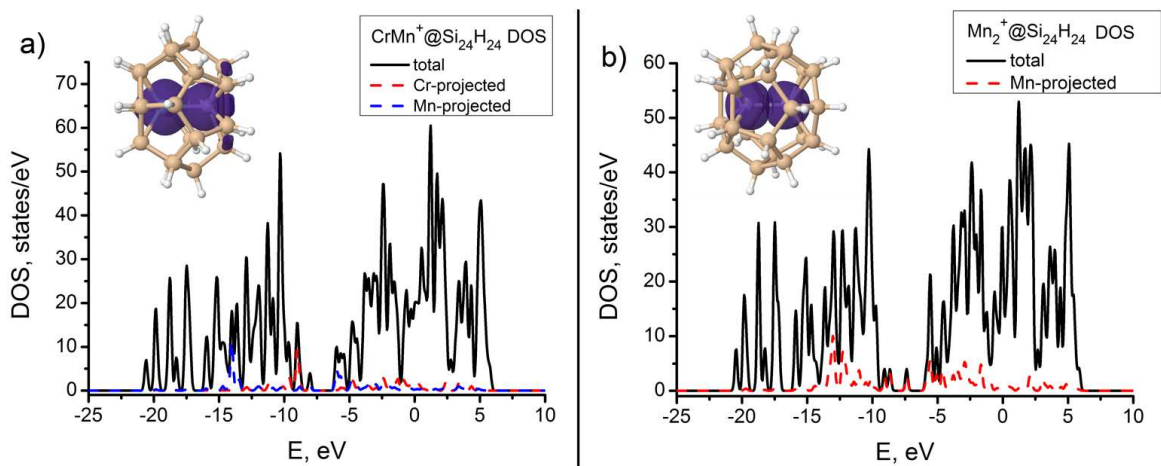 a)
CrMn⁺@Si₂₄H₂₄ DOS
total
Cr-projected
Mn-projected
DOS, states/eV
70
60
50
40
30
20
10
0
-25 -20 -15 -10 -5 0 5 10
E, eV
b)
Mn₂⁺@Si₂₄H₂₄ DOS
total
Mn-projected
DOS, states/eV
60
50
40
30
20
10
0
-25 -20 -15 -10 -5 0 5 10
E, eV